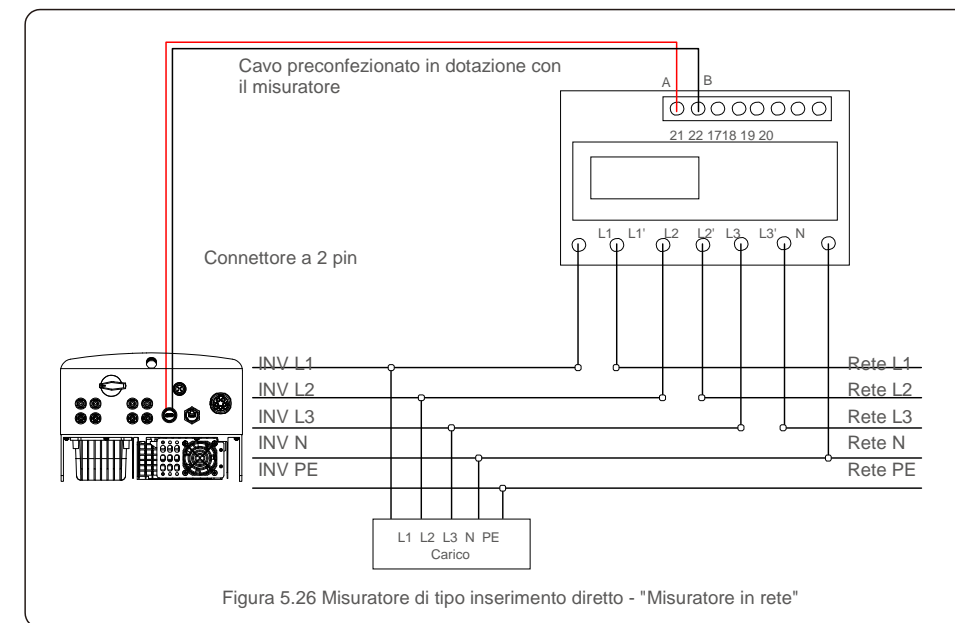 Cavo preconfezionato in dotazione con
il misuratore
A B
21 22 1718 19 20
L1 L1' L2 L2' L3 L3' N
Connettore a 2 pin
INV L1 Rete L1
INV L2 Rete L2
INV L3 Rete L3
INV N Rete N
INV PE Rete PE
L1 L2 L3 N PE
Carico
Figura 5.26 Misuratore di tipo inserimento diretto - "Misuratore in rete"